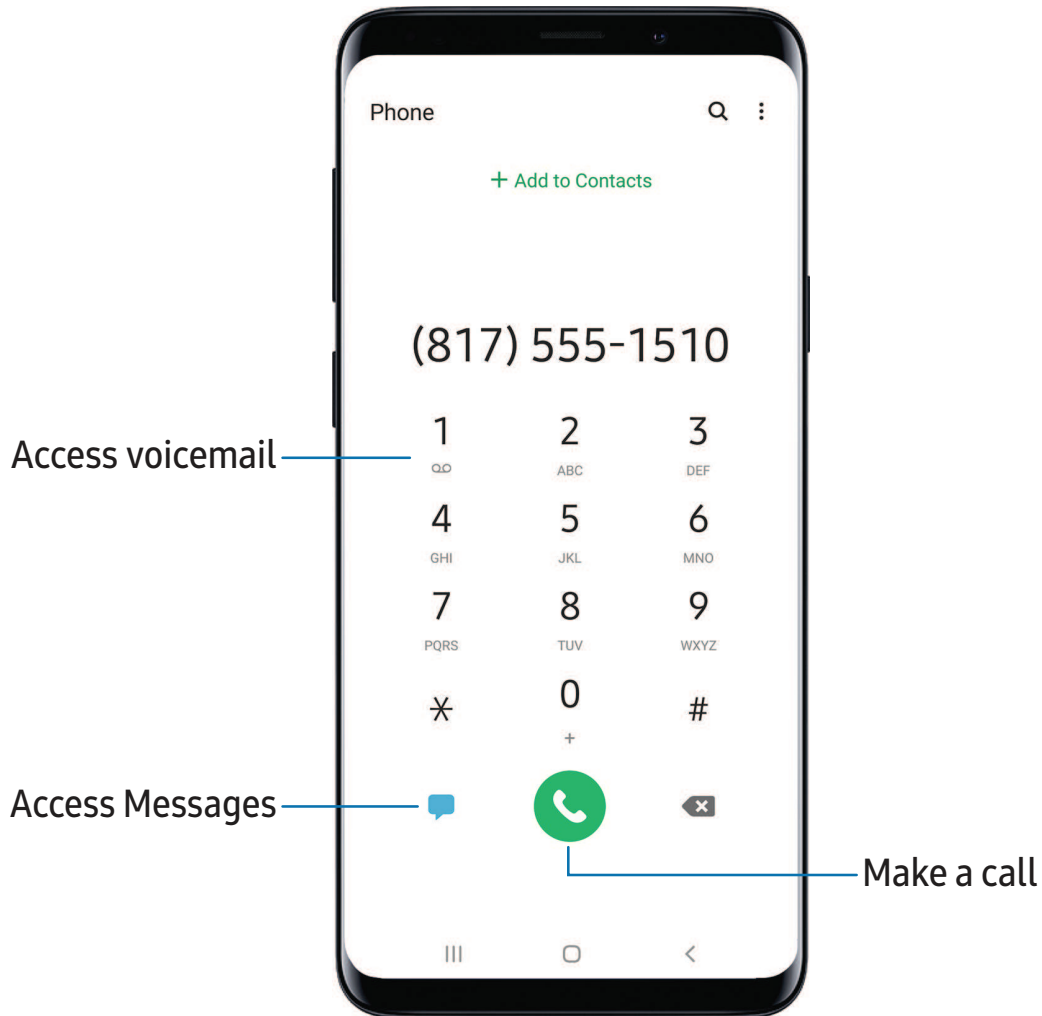 Phone
+ Add to Contacts
(817) 555-1510
1 2 3
ABC DEF
Access voicemail
4 5 6
GHI JKL MNO
7 8 9
PQRS TUV WXYZ
* 0 #
+
Access Messages
Make a call